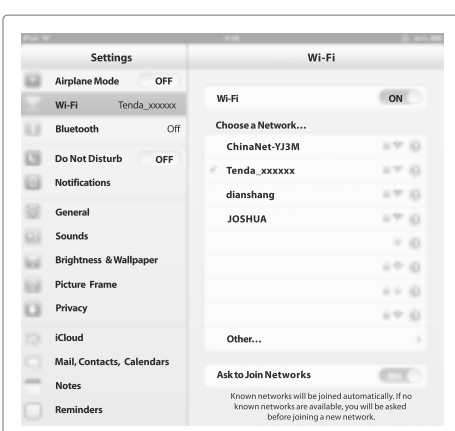 Settings
Wi-Fi
Airplane Mode OFF
Wi-Fi Tenda_xxxxxx
Bluetooth Off
Do Not Disturb OFF
Notifications
General
Sounds
Brightness & Wallpaper
Picture Frame
Privacy
iCloud
Mail, Contacts, Calendars
Notes
Reminders
Wi-Fi ON
Choose a Network...
ChinaNet-YJ3M
Tenda_xxxxxx
dianshang
JOSHUA
Other...
Ask to Join Networks
Known networks will be joined automatically. If no
known networks are available, you will be asked
before joining a new network.